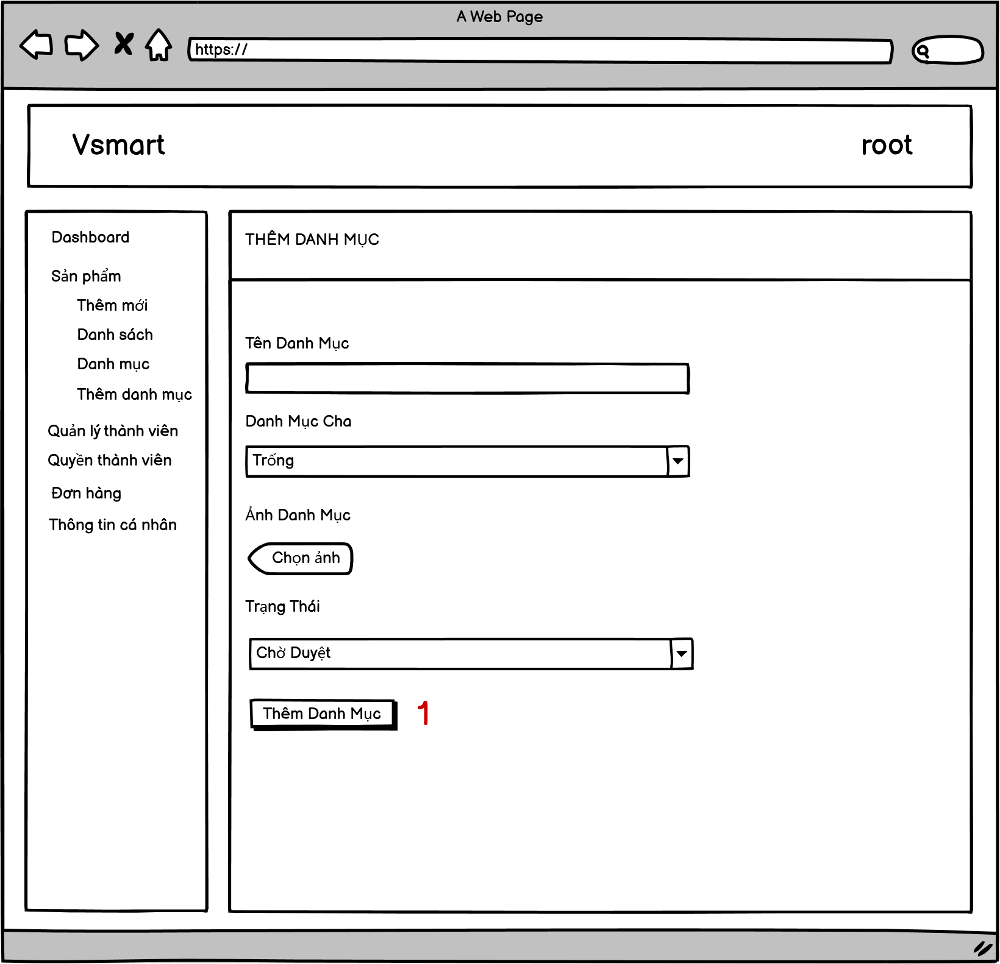 A Web Page
https://
Vsmart
root
Dashboard
Sản phẩm
Thêm mới
Danh sách
Danh mục
Thêm danh mục
Quản lý thành viên
Quyền thành viên
Đơn hàng
Thông tin cá nhân
THÊM DANH MỤC
Tên Danh Mục
Danh Mục Cha
Trống
Ảnh Danh Mục
Chọn ảnh
Trạng Thái
Chờ Duyệt
Thêm Danh Mục
1